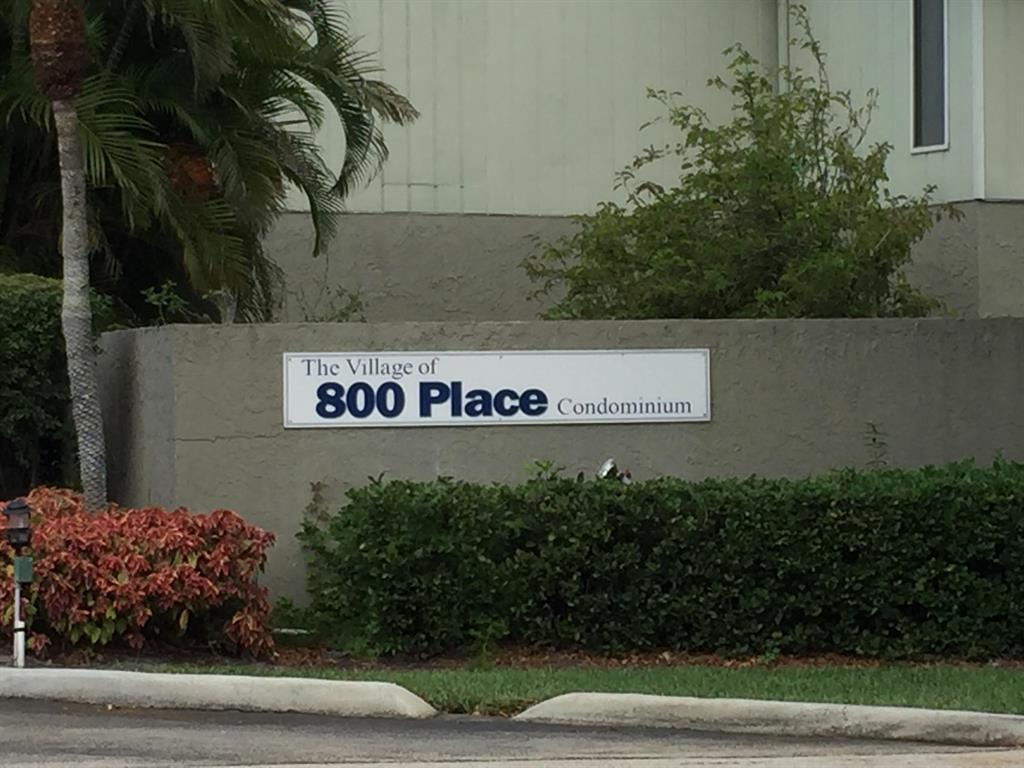 The Village of
800 Place Condominium